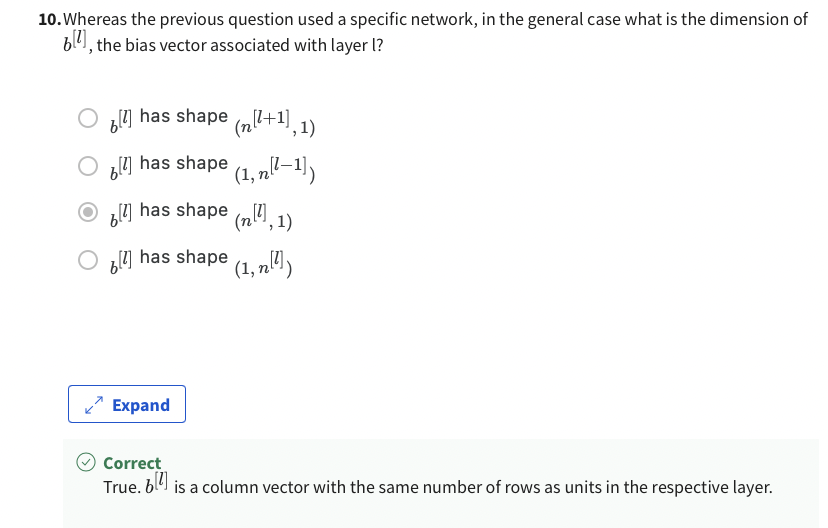 10. Whereas the previous question used a specific network, in the general case what is the dimension of
b^[l], the bias vector associated with layer l?
b^[l] has shape (n^[l+1], 1)
b^[l] has shape (1, n^[l−1])
b^[l] has shape (n^[l], 1)
b^[l] has shape (1, n^[l])
Expand
Correct
True. b^[l] is a column vector with the same number of rows as units in the respective layer.